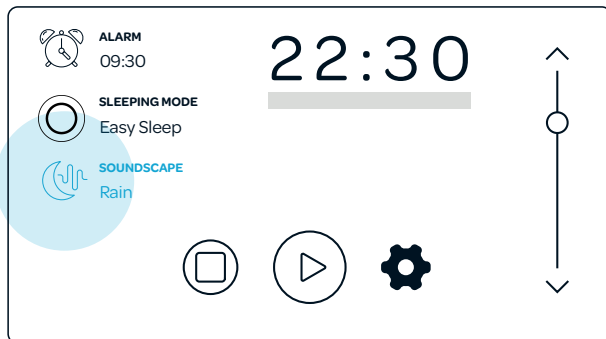 ALARM
09:30
22:30
SLEEPING MODE
Easy Sleep
SOUNDSCAPE
Rain